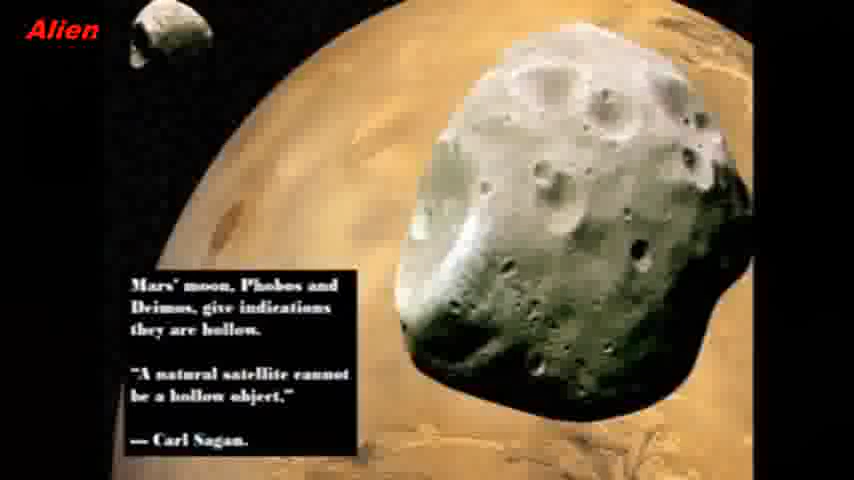 Alien
Mars' moon, Phobos and
Deimos, give indications
they are hollow.
"A natural satellite cannot
be a hollow object,"
— Carl Sagan.